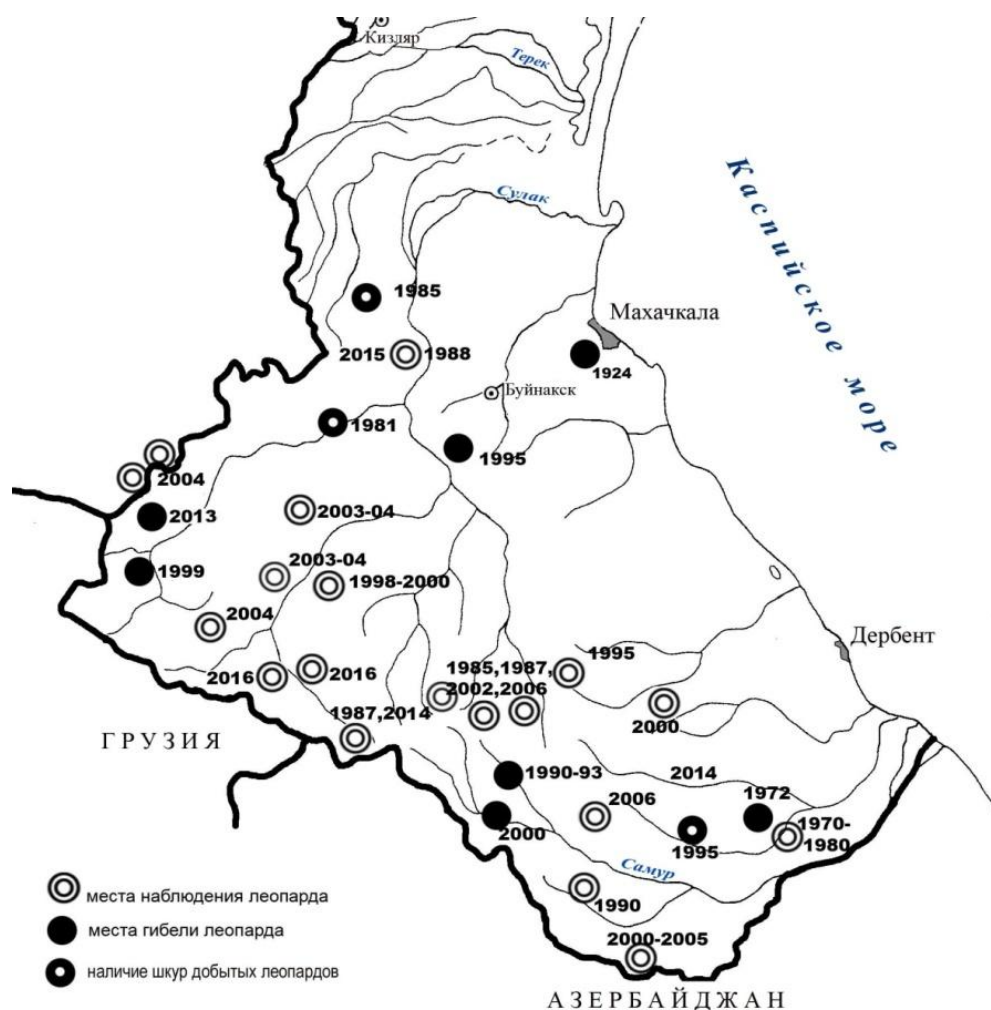 Кизляр
Терек
Сулак
Каспийское море
1985
Махачкала
2015
1988
1924
Буйнакск
1981
1995
2004
2013
2003-04
2003-04
1999
1998-2000
2004
Дербент
1995
1985,1987,
2002,2006
2016
2016
2000
1987,2014
ГРУЗИЯ
1990-93
2014
1972
2006
2000
1995
1970-
1980
Самур
места наблюдения леопарда
1990
места гибели леопарда
2000-2005
наличие шкур добытых леопардов
АЗЕРБАЙДЖАН